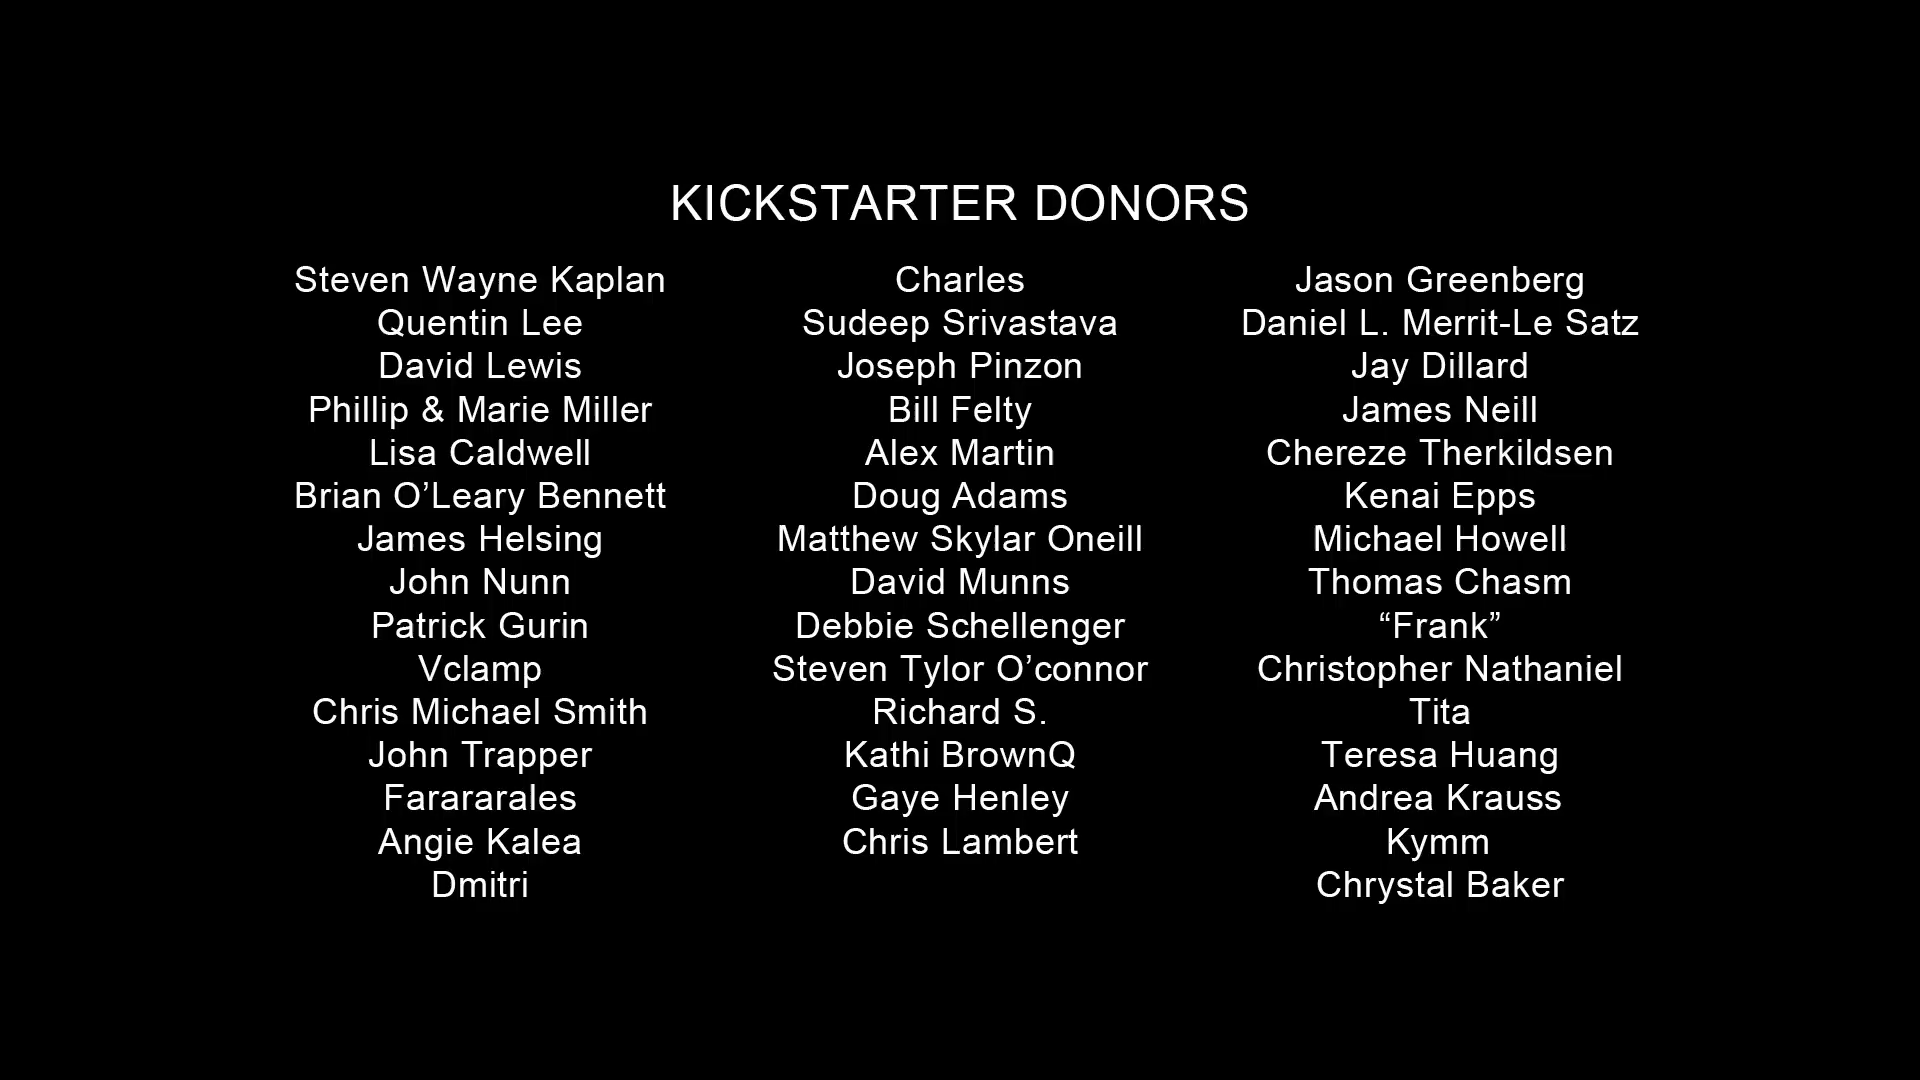 KICKSTARTER DONORS
Steven Wayne Kaplan
Quentin Lee
David Lewis
Phillip & Marie Miller
Lisa Caldwell
Brian O’Leary Bennett
James Helsing
John Nunn
Patrick Gurin
Vclamp
Chris Michael Smith
John Trapper
Farararales
Angie Kalea
Dmitri
Charles
Sudeep Srivastava
Joseph Pinzon
Bill Felty
Alex Martin
Doug Adams
Matthew Skylar Oneill
David Munns
Debbie Schellenger
Steven Tylor O’connor
Richard S.
Kathi BrownQ
Gaye Henley
Chris Lambert
Jason Greenberg
Daniel L. Merrit-Le Satz
Jay Dillard
James Neill
Chereze Therkildsen
Kenai Epps
Michael Howell
Thomas Chasm
“Frank”
Christopher Nathaniel
Tita
Teresa Huang
Andrea Krauss
Kymm
Chrystal Baker